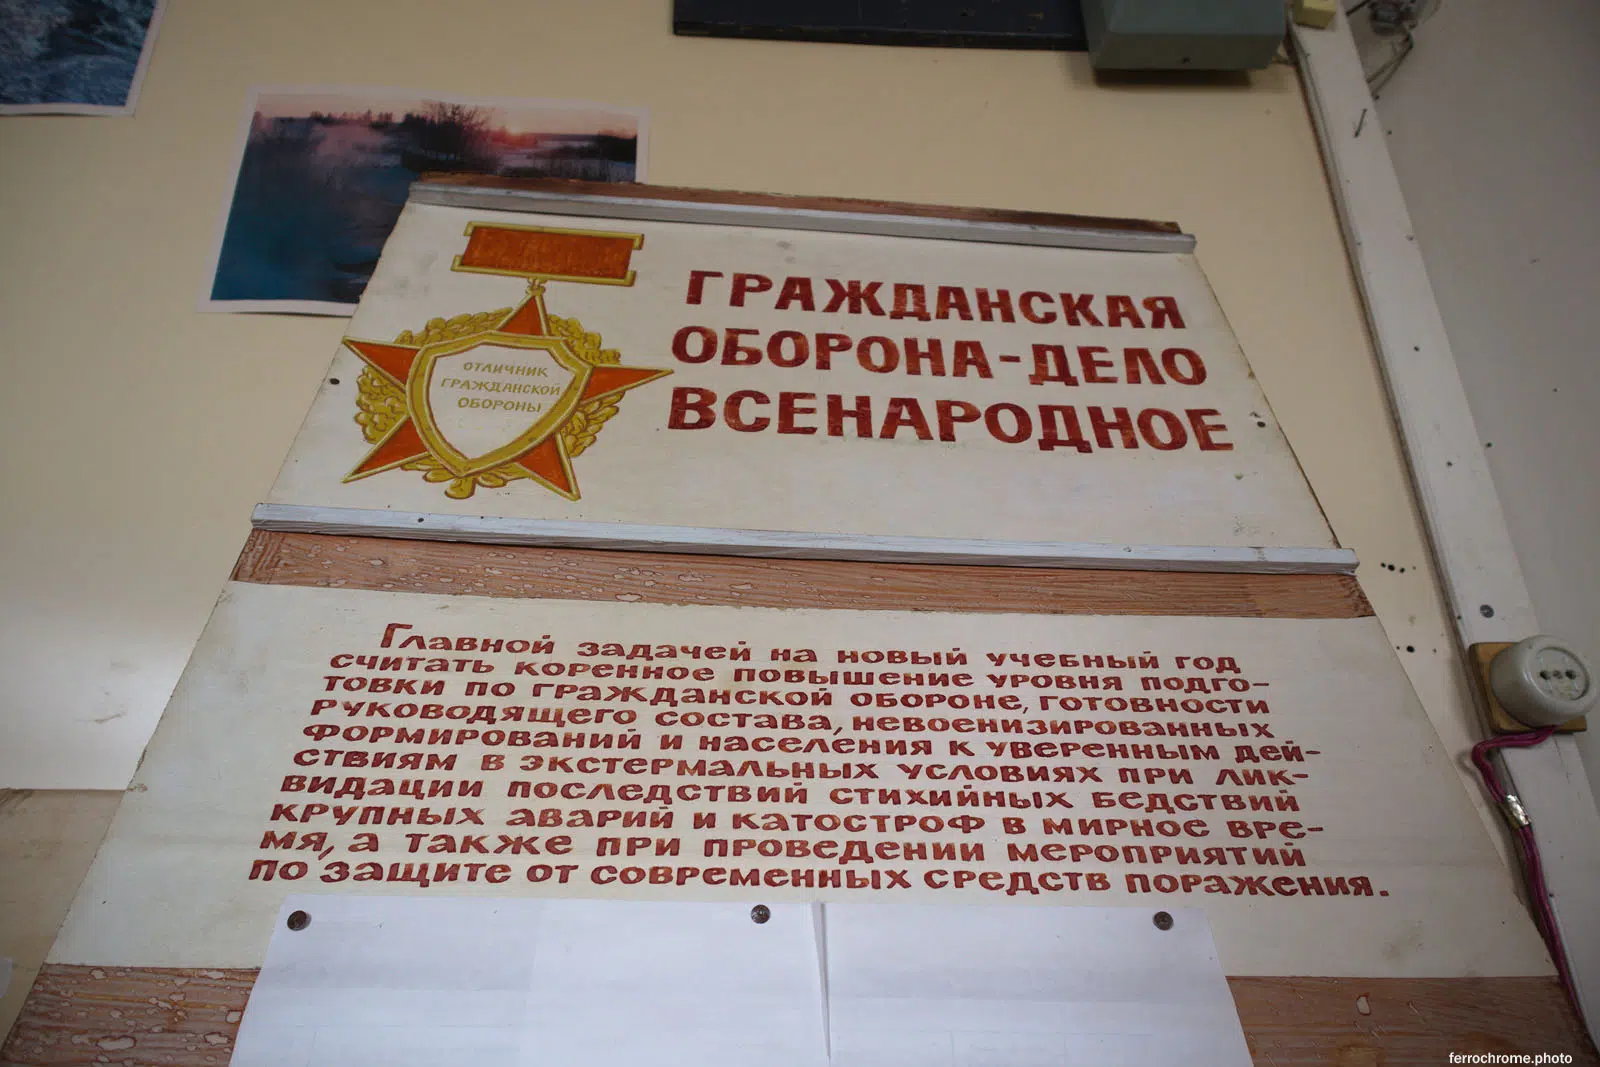 ОТЛИЧНИК
ГРАЖДАНСКОЙ
ОБОРОНЫ
ГРАЖДАНСКАЯ
ОБОРОНА-ДЕЛО
ВСЕНАРОДНОЕ
Главной задачей на новый учебный год
считать коренное повышение уровня подго-
товки по гражданской обороне, готовности
руководящего состава, невоенизированных
формирований и населения к уверенным дей-
ствиям в экстермальных условиях при лик-
видации последствий стихийных бедствий
крупных аварий и катостроф в мирное вре-
мя, а также при проведении мероприятий
по защите от современных средств поражения.
ferrochrome.photo